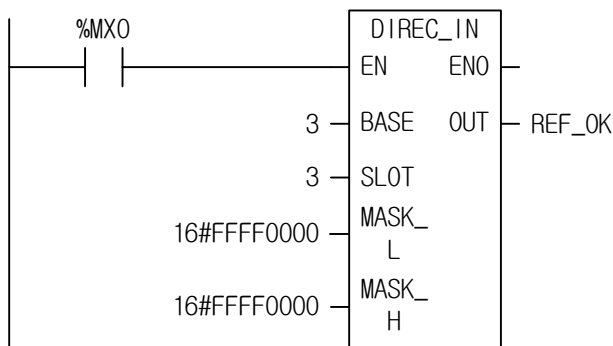 %MX0
DIREC_IN
EN ENO
3 BASE OUT REF_OK
3 SLOT
16#FFFF0000 MASK_
L
16#FFFF0000 MASK_
H